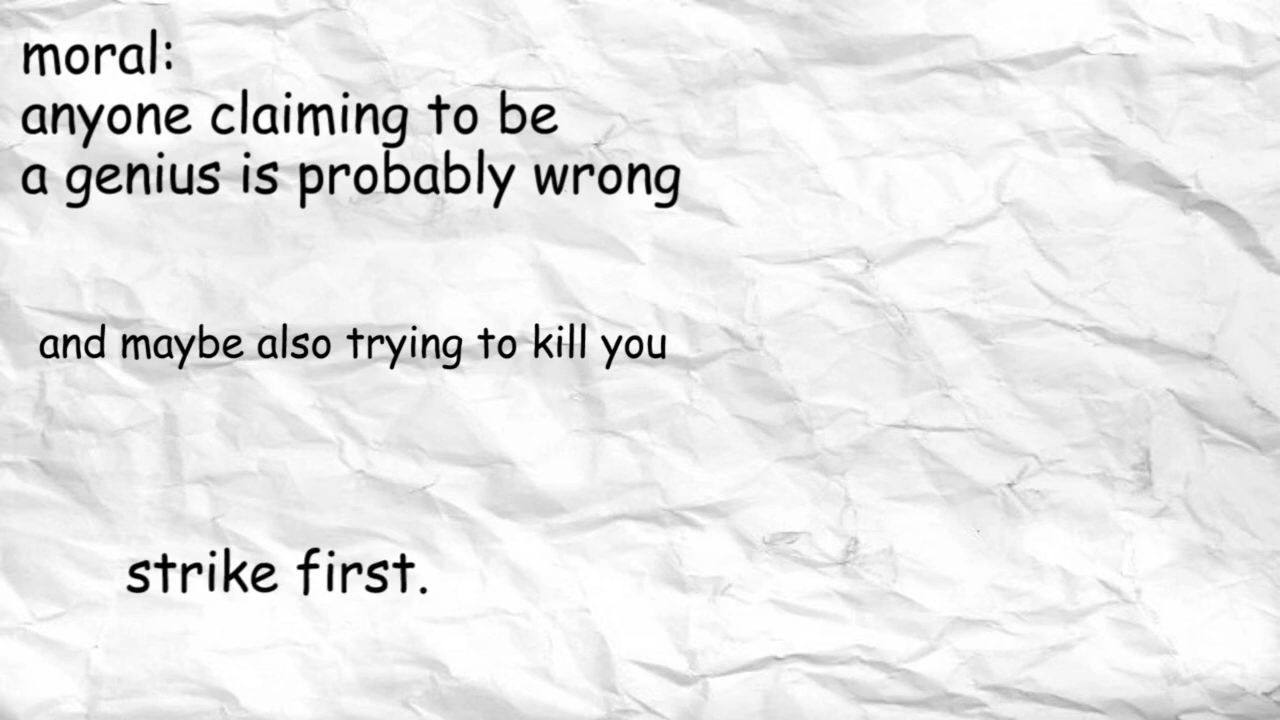 moral:
anyone claiming to be
a genius is probably wrong
and maybe also trying to kill you
strike first.